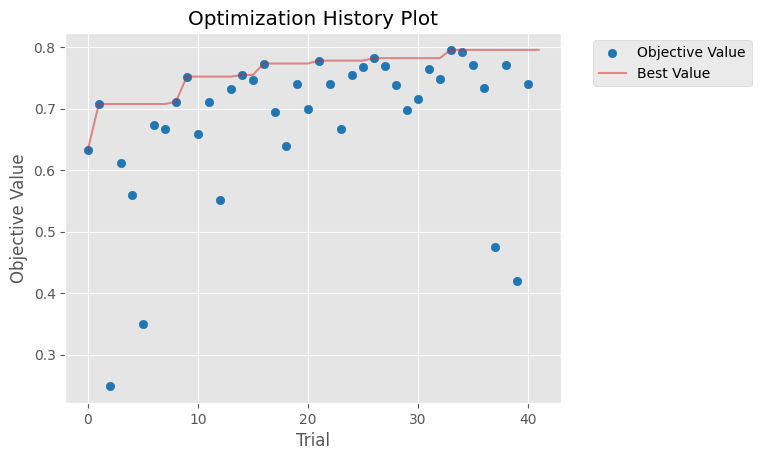 Optimization History Plot
Objective Value
Best Value
0.8
0.7
0.6
0.5
0.4
0.3
Objective Value
0
10
20
30
40
Trial